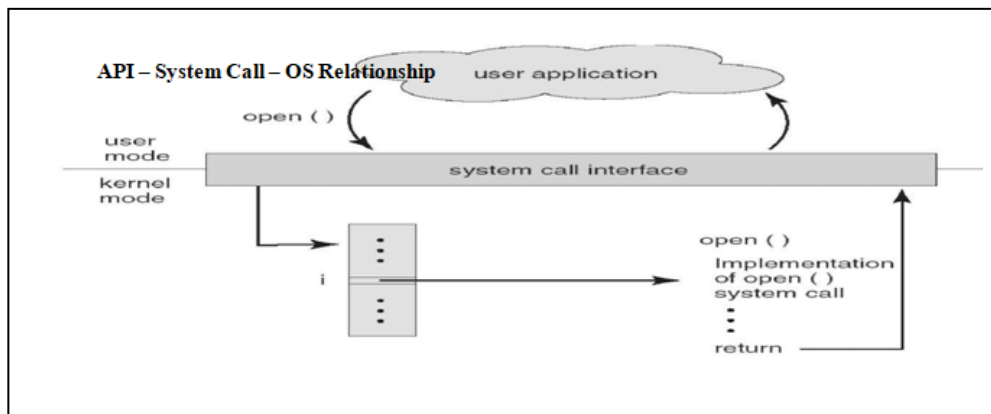 API – System Call – OS Relationship
user application
open ( )
user
mode
system call interface
kernel
mode
i
open ( )
Implementation
of open ( )
system call
return